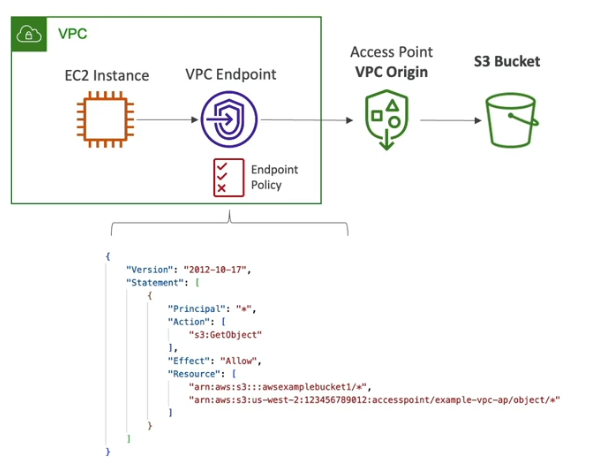 VPC
EC2 Instance
VPC Endpoint
Access Point
VPC Origin
S3 Bucket
Endpoint
Policy
{
    "Version": "2012-10-17",
    "Statement": [
        {
            "Principal": "*",
            "Action": [
                "s3:GetObject"
            ],
            "Effect": "Allow",
            "Resource": [
                "arn:aws:s3:::awsexamplebucket1/*",
                "arn:aws:s3:us-west-2:123456789012:accesspoint/example-vpc-ap/object/*"
            ]
        }
    ]
}